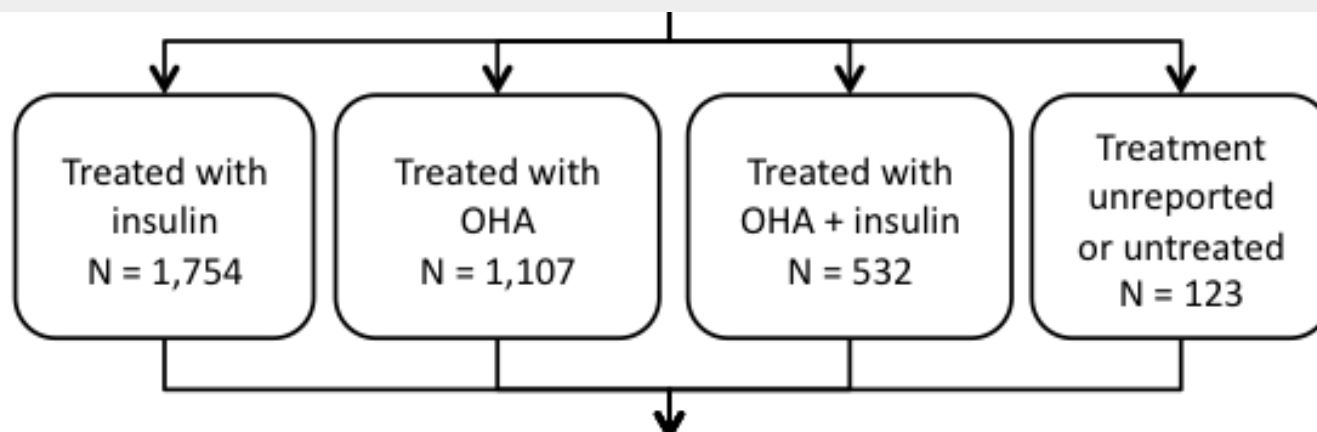 Treated with
insulin
N = 1,754
Treated with
OHA
N = 1,107
Treated with
OHA + insulin
N = 532
Treatment
unreported
or untreated
N = 123